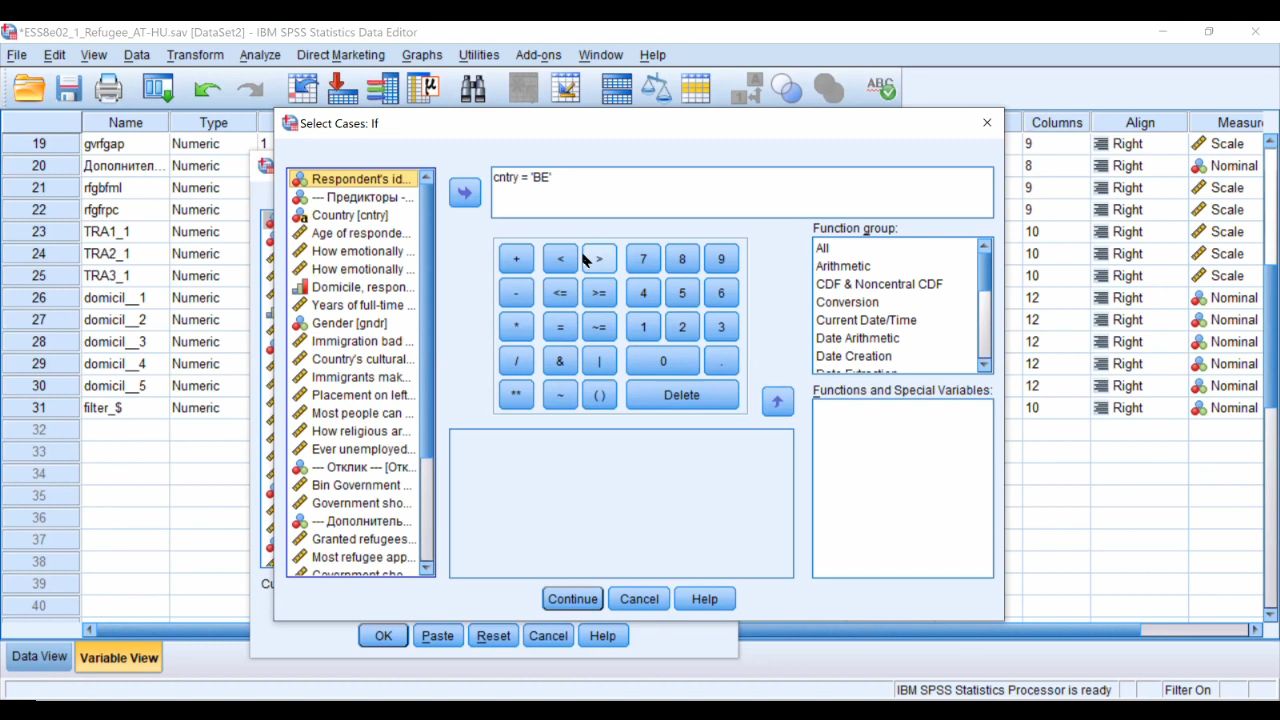 *ESS8e02_1_Refugee_AT-HU.sav [DataSet2] - IBM SPSS Statistics Data Editor
File Edit View Data Transform Analyze Direct Marketing Graphs Utilities Add-ons Window Help
Name Type Columns Align Measur
Select Cases: If
19 gvrfgap Numeric 1 9 Right Scale
20 Дополнител... Numeric 8 Right Nominal
21 rfgbfml Numeric 9 Right Scale
22 rfgfrpc Numeric 9 Right Scale
23 TRA1_1 Numeric 10 Right Scale
24 TRA2_1 Numeric 10 Right Scale
25 TRA3_1 Numeric 10 Right Scale
26 domicil__1 Numeric 12 Right Nominal
27 domicil__2 Numeric 12 Right Nominal
28 domicil__3 Numeric 12 Right Nominal
29 domicil__4 Numeric 12 Right Nominal
30 domicil__5 Numeric 12 Right Nominal
31 filter_$ Numeric 10 Right Nominal
32
33
34
35
36
37
38
39
40
Respondent's id...
--- Предикторы -...
Country [cntry]
Age of responde...
How emotionally ...
How emotionally ...
Domicile, respon...
Years of full-time ...
Gender [gndr]
Immigration bad ...
Country's cultural...
Immigrants mak...
Placement on left...
Most people can ...
How religious ar...
Ever unemployed...
--- Отклик --- [Отк...
Bin Government ...
Government sho...
--- Дополнитель...
Granted refugees...
Most refugee app...
Government sho...
cntry = 'BE'
+ < > 7 8 9
- <= >= 4 5 6
* = ~= 1 2 3
/ & | 0 .
** ~ ( ) Delete
Function group:
All
Arithmetic
CDF & Noncentral CDF
Conversion
Current Date/Time
Date Arithmetic
Date Creation
Date Extraction
Functions and Special Variables:
Continue Cancel Help
Cu
OK Paste Reset Cancel Help
Data View Variable View
IBM SPSS Statistics Processor is ready Filter On